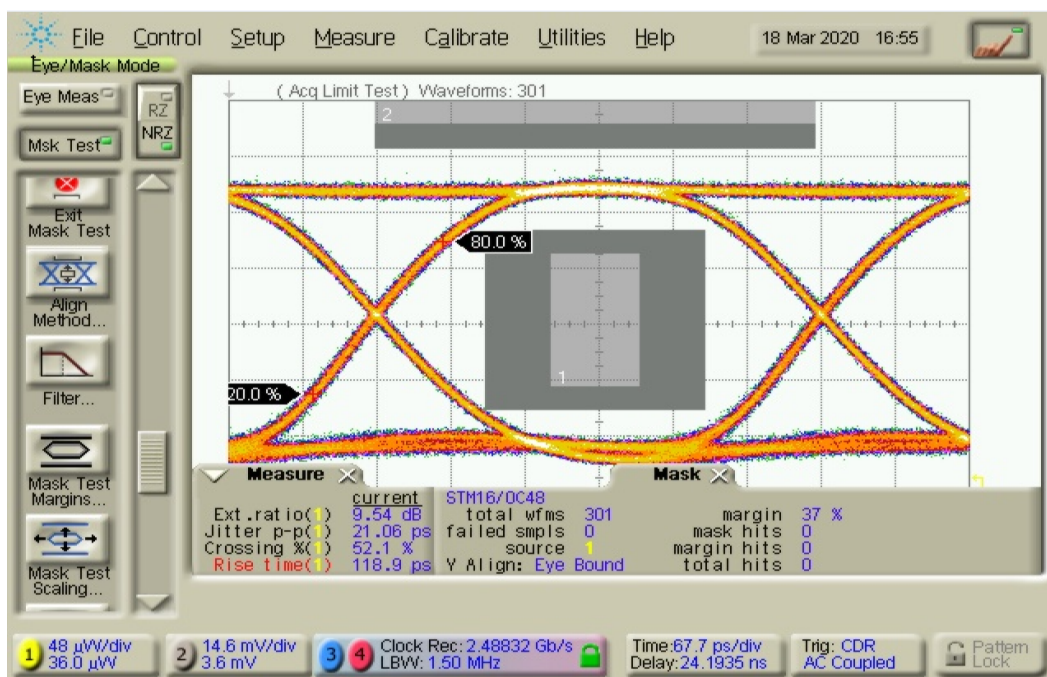 File Control Setup Measure Calibrate Utilities Help 18 Mar 2020 16:55
Eye/Mask Mode
Eye Meas
RZ
NRZ
Msk Test
Exit
Mask Test
Align
Method...
Filter...
Mask Test
Margins...
Mask Test
Scaling...
( Acq Limit Test ) Waveforms: 301
2
80.0 %
1
20.0 %
Measure
current
Ext.ratio(1) 9.54 dB
Jitter p-p(1) 21.06 ps
Crossing %(1) 52.1 %
Rise time(1) 118.9 ps
Mask
STM16/OC48
total wfms 301
failed smpls 0
source 1
Y Align: Eye Bound
margin 37 %
mask hits 0
margin hits 0
total hits 0
1 48 µW/div
36.0 µW
2 14.6 mV/div
3.6 mV
3 4 Clock Rec: 2.48832 Gb/s
LBW: 1.50 MHz
Time:67.7 ps/div
Delay:24.1935 ns
Trig: CDR
AC Coupled
Pattern
Lock